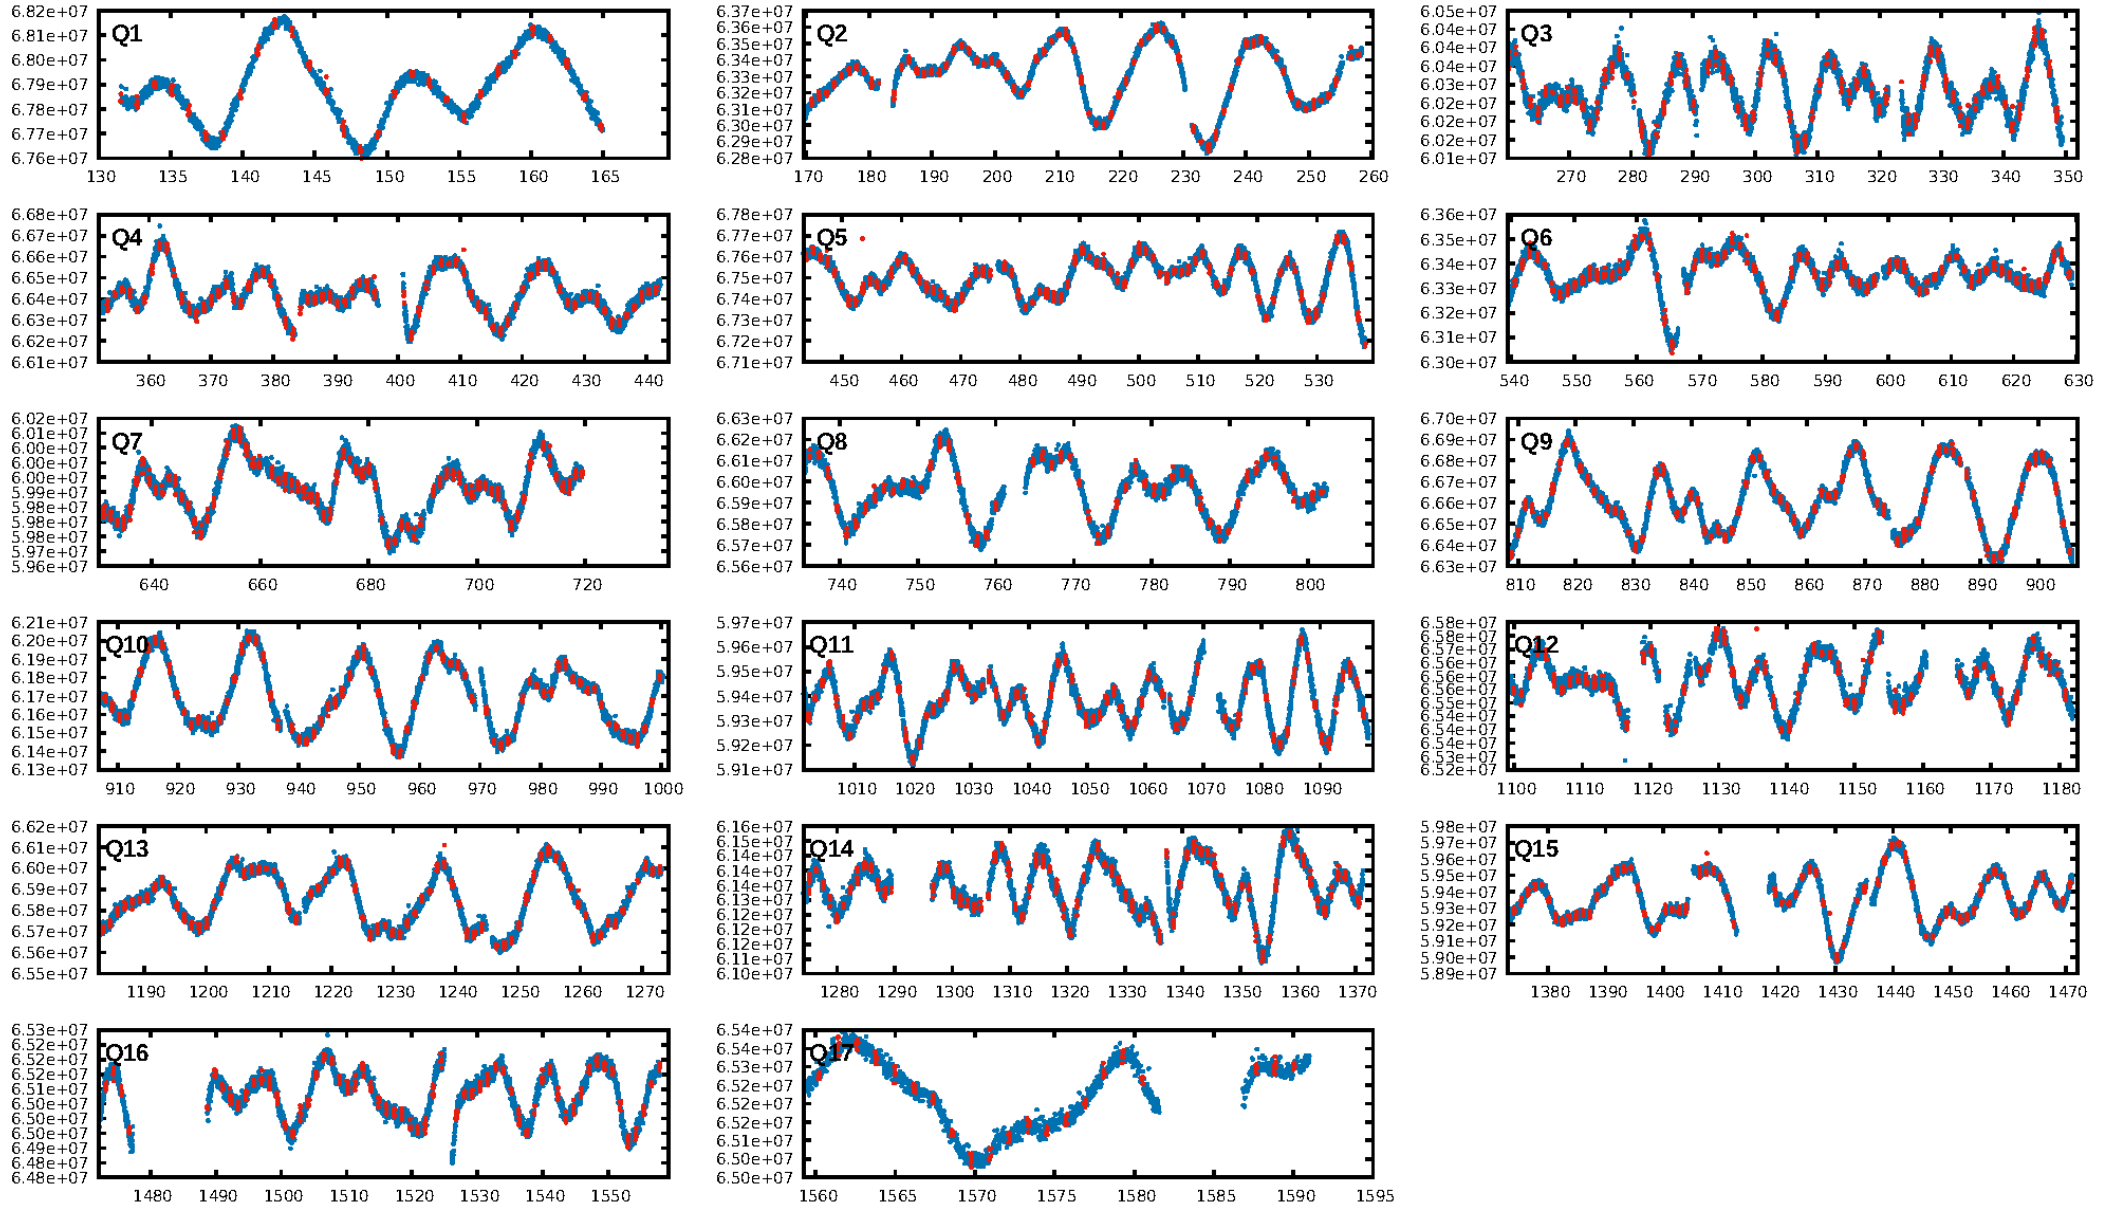 6.82e+07
6.81e+07
6.80e+07
6.79e+07
6.78e+07
6.77e+07
6.76e+07
Q1
130 135 140 145 150 155 160 165
6.37e+07
6.36e+07
6.35e+07
6.34e+07
6.33e+07
6.32e+07
6.31e+07
6.30e+07
6.29e+07
6.28e+07
Q2
170 180 190 200 210 220 230 240 250 260
6.05e+07
6.04e+07
6.04e+07
6.03e+07
6.03e+07
6.02e+07
6.02e+07
6.01e+07
6.01e+07
Q3
270 280 290 300 310 320 330 340 350
6.68e+07
6.67e+07
6.66e+07
6.65e+07
6.64e+07
6.63e+07
6.62e+07
6.61e+07
Q4
360 370 380 390 400 410 420 430 440
6.78e+07
6.77e+07
6.76e+07
6.75e+07
6.74e+07
6.73e+07
6.72e+07
6.71e+07
Q5
450 460 470 480 490 500 510 520 530
6.36e+07
6.35e+07
6.34e+07
6.33e+07
6.32e+07
6.31e+07
6.30e+07
Q6
540 550 560 570 580 590 600 610 620 630
6.02e+07
6.01e+07
6.01e+07
6.00e+07
6.00e+07
5.99e+07
5.98e+07
5.98e+07
5.97e+07
5.97e+07
5.96e+07
Q7
640 660 680 700 720
6.63e+07
6.62e+07
6.61e+07
6.60e+07
6.59e+07
6.58e+07
6.57e+07
6.56e+07
Q8
740 750 760 770 780 790 800
6.70e+07
6.69e+07
6.68e+07
6.67e+07
6.66e+07
6.65e+07
6.64e+07
6.63e+07
Q9
810 820 830 840 850 860 870 880 890 900
6.21e+07
6.20e+07
6.19e+07
6.18e+07
6.17e+07
6.16e+07
6.15e+07
6.14e+07
6.13e+07
Q10
910 920 930 940 950 960 970 980 990 1000
5.97e+07
5.96e+07
5.95e+07
5.94e+07
5.93e+07
5.92e+07
5.91e+07
Q11
1010 1020 1030 1040 1050 1060 1070 1080 1090
6.58e+07
6.58e+07
6.57e+07
6.56e+07
6.56e+07
6.55e+07
6.55e+07
6.54e+07
6.54e+07
6.53e+07
6.53e+07
6.52e+07
Q12
1100 1110 1120 1130 1140 1150 1160 1170 1180
6.62e+07
6.61e+07
6.60e+07
6.59e+07
6.58e+07
6.57e+07
6.56e+07
6.55e+07
Q13
1190 1200 1210 1220 1230 1240 1250 1260 1270
6.16e+07
6.15e+07
6.15e+07
6.14e+07
6.14e+07
6.13e+07
6.12e+07
6.12e+07
6.11e+07
6.11e+07
6.10e+07
Q14
1280 1290 1300 1310 1320 1330 1340 1350 1360 1370
5.98e+07
5.97e+07
5.96e+07
5.95e+07
5.94e+07
5.93e+07
5.92e+07
5.91e+07
5.90e+07
5.89e+07
Q15
1380 1390 1400 1410 1420 1430 1440 1450 1460 1470
6.53e+07
6.52e+07
6.52e+07
6.51e+07
6.51e+07
6.50e+07
6.50e+07
6.49e+07
6.49e+07
6.48e+07
6.48e+07
Q16
1480 1490 1500 1510 1520 1530 1540 1550
6.54e+07
6.54e+07
6.53e+07
6.53e+07
6.52e+07
6.52e+07
6.51e+07
6.50e+07
6.50e+07
Q17
1560 1565 1570 1575 1580 1585 1590 1595